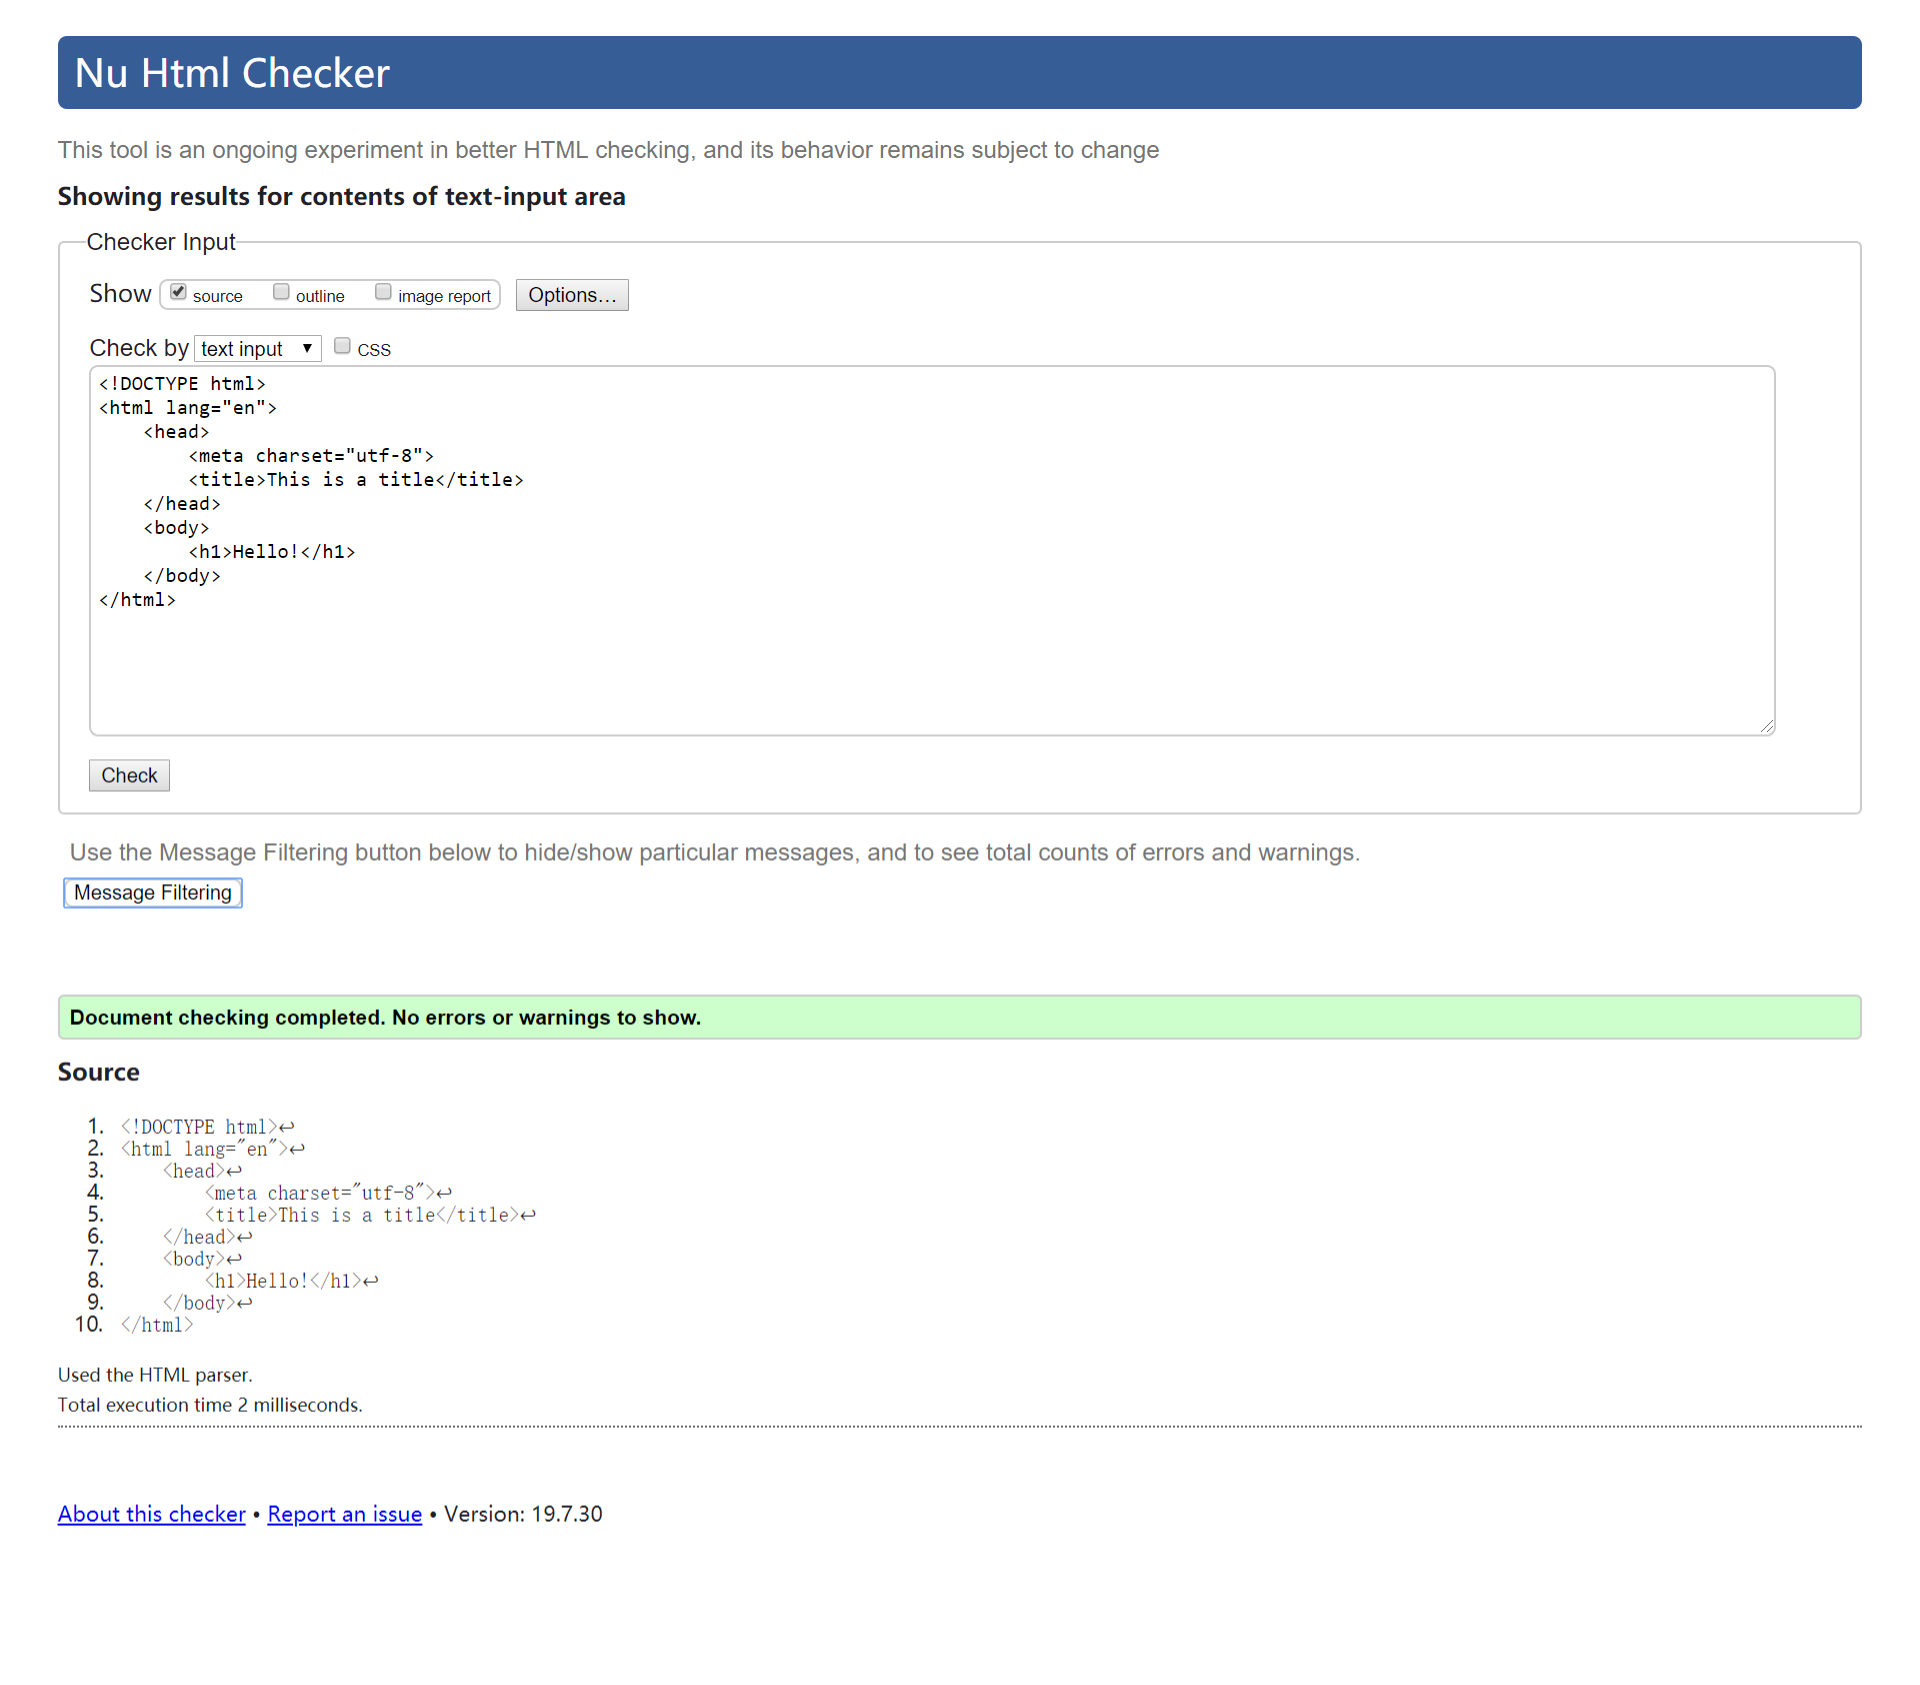 Nu Html Checker
This tool is an ongoing experiment in better HTML checking, and its behavior remains subject to change
Showing results for contents of text-input area
Checker Input
Show source outline image report Options...
Check by text input CSS
<!DOCTYPE html>
<html lang="en">
    <head>
        <meta charset="utf-8">
        <title>This is a title</title>
    </head>
    <body>
        <h1>Hello!</h1>
    </body>
</html>
Check
Use the Message Filtering button below to hide/show particular messages, and to see total counts of errors and warnings.
Message Filtering
Document checking completed. No errors or warnings to show.
Source
1. <!DOCTYPE html>↩
2. <html lang="en">↩
3.     <head>↩
4.         <meta charset="utf-8">↩
5.         <title>This is a title</title>↩
6.     </head>↩
7.     <body>↩
8.         <h1>Hello!</h1>↩
9.     </body>↩
10. </html>
Used the HTML parser.
Total execution time 2 milliseconds.
About this checker • Report an issue • Version: 19.7.30